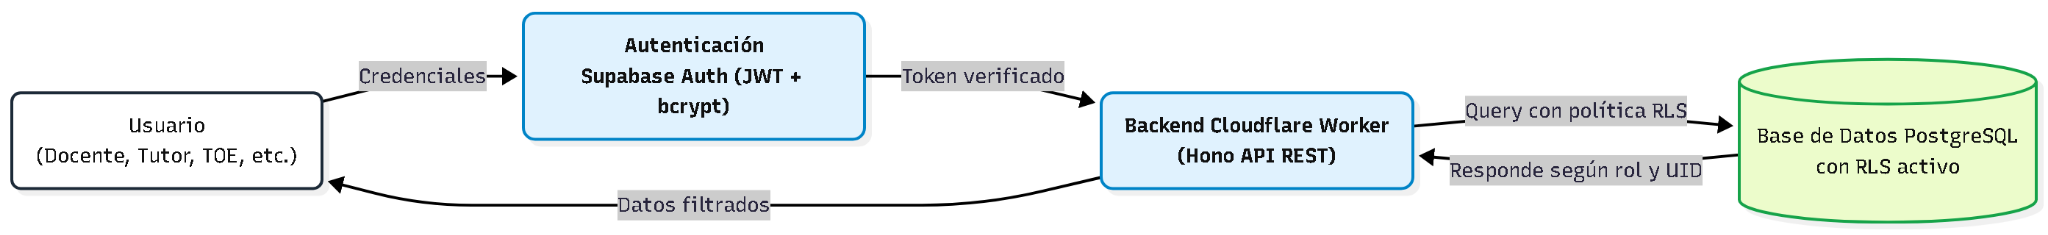 Usuario
(Docente, Tutor, TOE, etc.)
Credenciales
Autenticación
Supabase Auth (JWT +
bcrypt)
Token verificado
Backend Cloudflare Worker
(Hono API REST)
Query con política RLS
Responde según rol y UID
Base de Datos PostgreSQL
con RLS activo
Datos filtrados